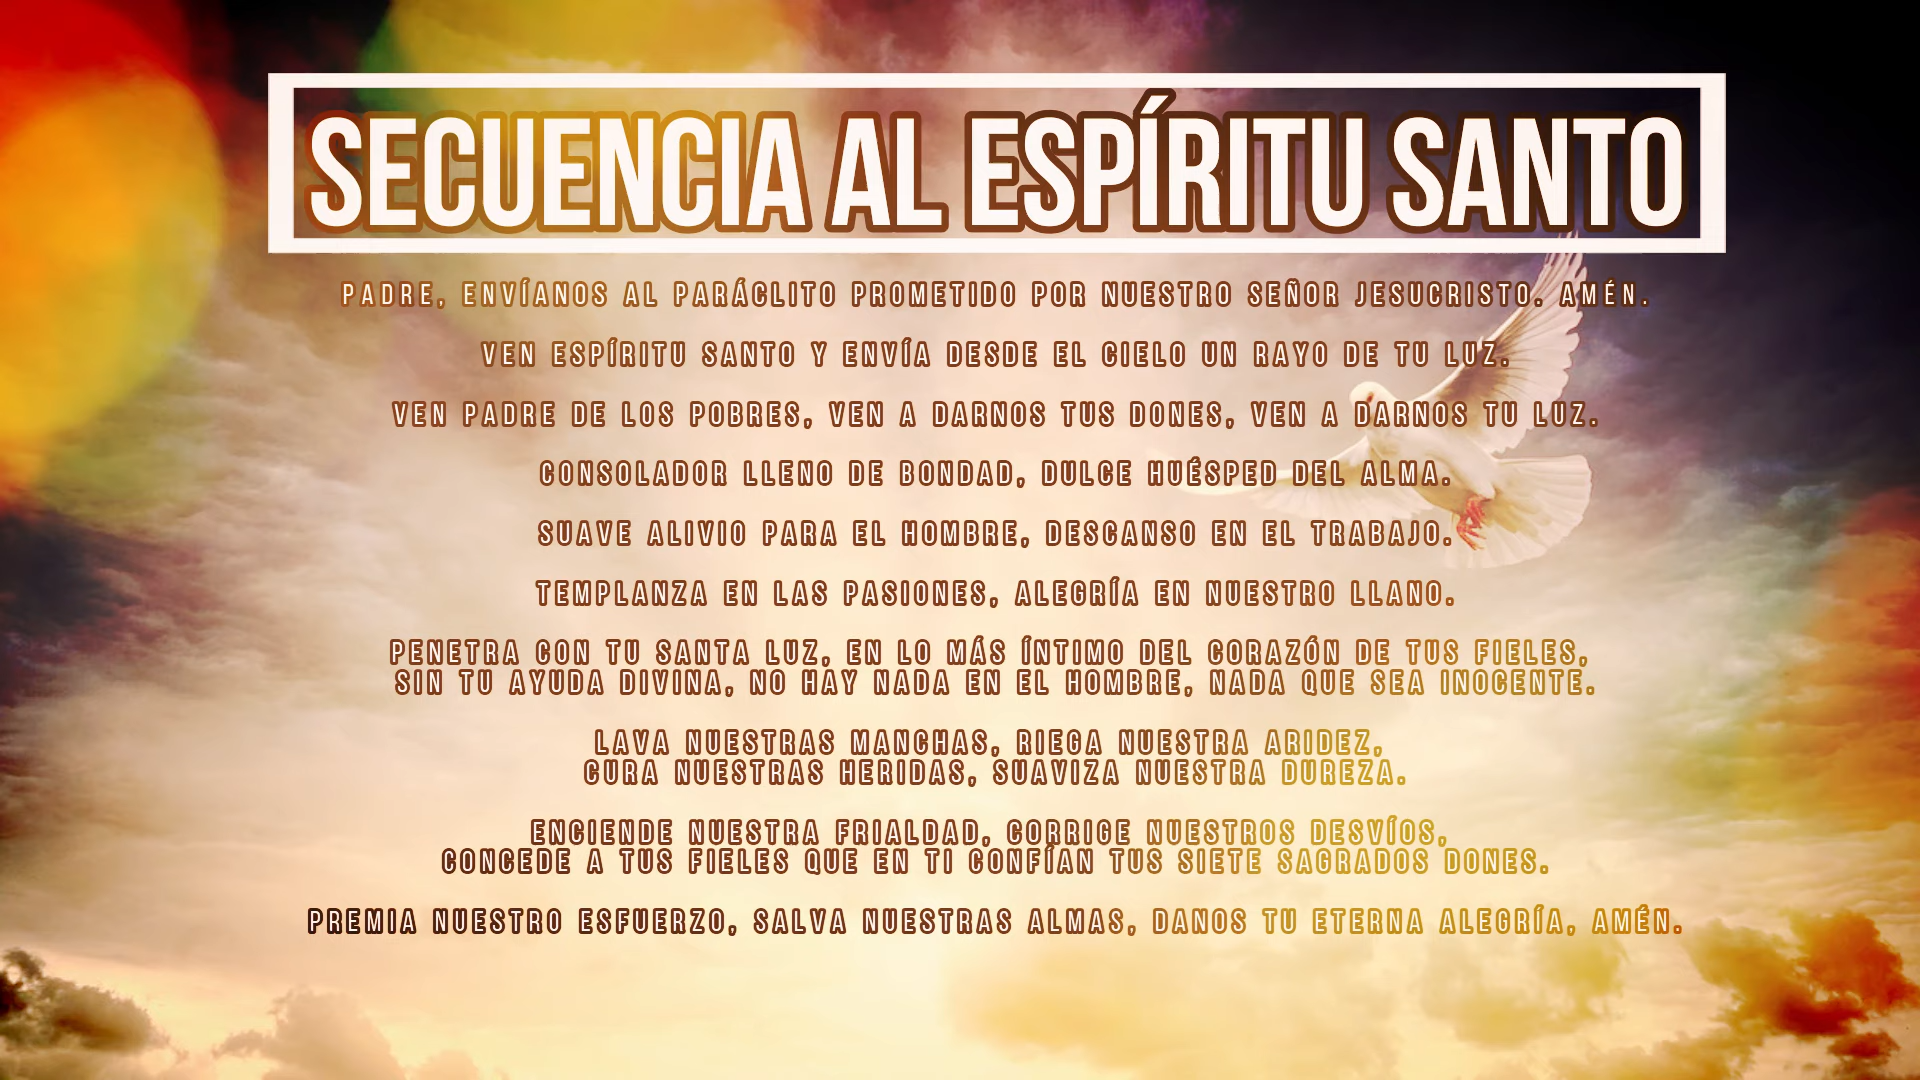 SECUENCIA AL ESPÍRITU SANTO
PADRE, ENVÍANOS AL PARÁCLITO PROMETIDO POR NUESTRO SEÑOR JESUCRISTO. AMÉN.
VEN ESPÍRITU SANTO Y ENVÍA DESDE EL CIELO UN RAYO DE TU LUZ.
VEN PADRE DE LOS POBRES, VEN A DARNOS TUS DONES, VEN A DARNOS TU LUZ.
CONSOLADOR LLENO DE BONDAD, DULCE HUÉSPED DEL ALMA.
SUAVE ALIVIO PARA EL HOMBRE, DESCANSO EN EL TRABAJO.
TEMPLANZA EN LAS PASIONES, ALEGRÍA EN NUESTRO LLANO.
PENETRA CON TU SANTA LUZ, EN LO MÁS ÍNTIMO DEL CORAZÓN DE TUS FIELES,
SIN TU AYUDA DIVINA, NO HAY NADA EN EL HOMBRE, NADA QUE SEA INOCENTE.
LAVA NUESTRAS MANCHAS, RIEGA NUESTRA ARIDEZ,
CURA NUESTRAS HERIDAS, SUAVIZA NUESTRA DUREZA.
ENCIENDE NUESTRA FRIALDAD, CORRIGE NUESTROS DESVÍOS,
CONCEDE A TUS FIELES QUE EN TI CONFÍAN TUS SIETE SAGRADOS DONES.
PREMIA NUESTRO ESFUERZO, SALVA NUESTRAS ALMAS, DANOS TU ETERNA ALEGRÍA, AMÉN.